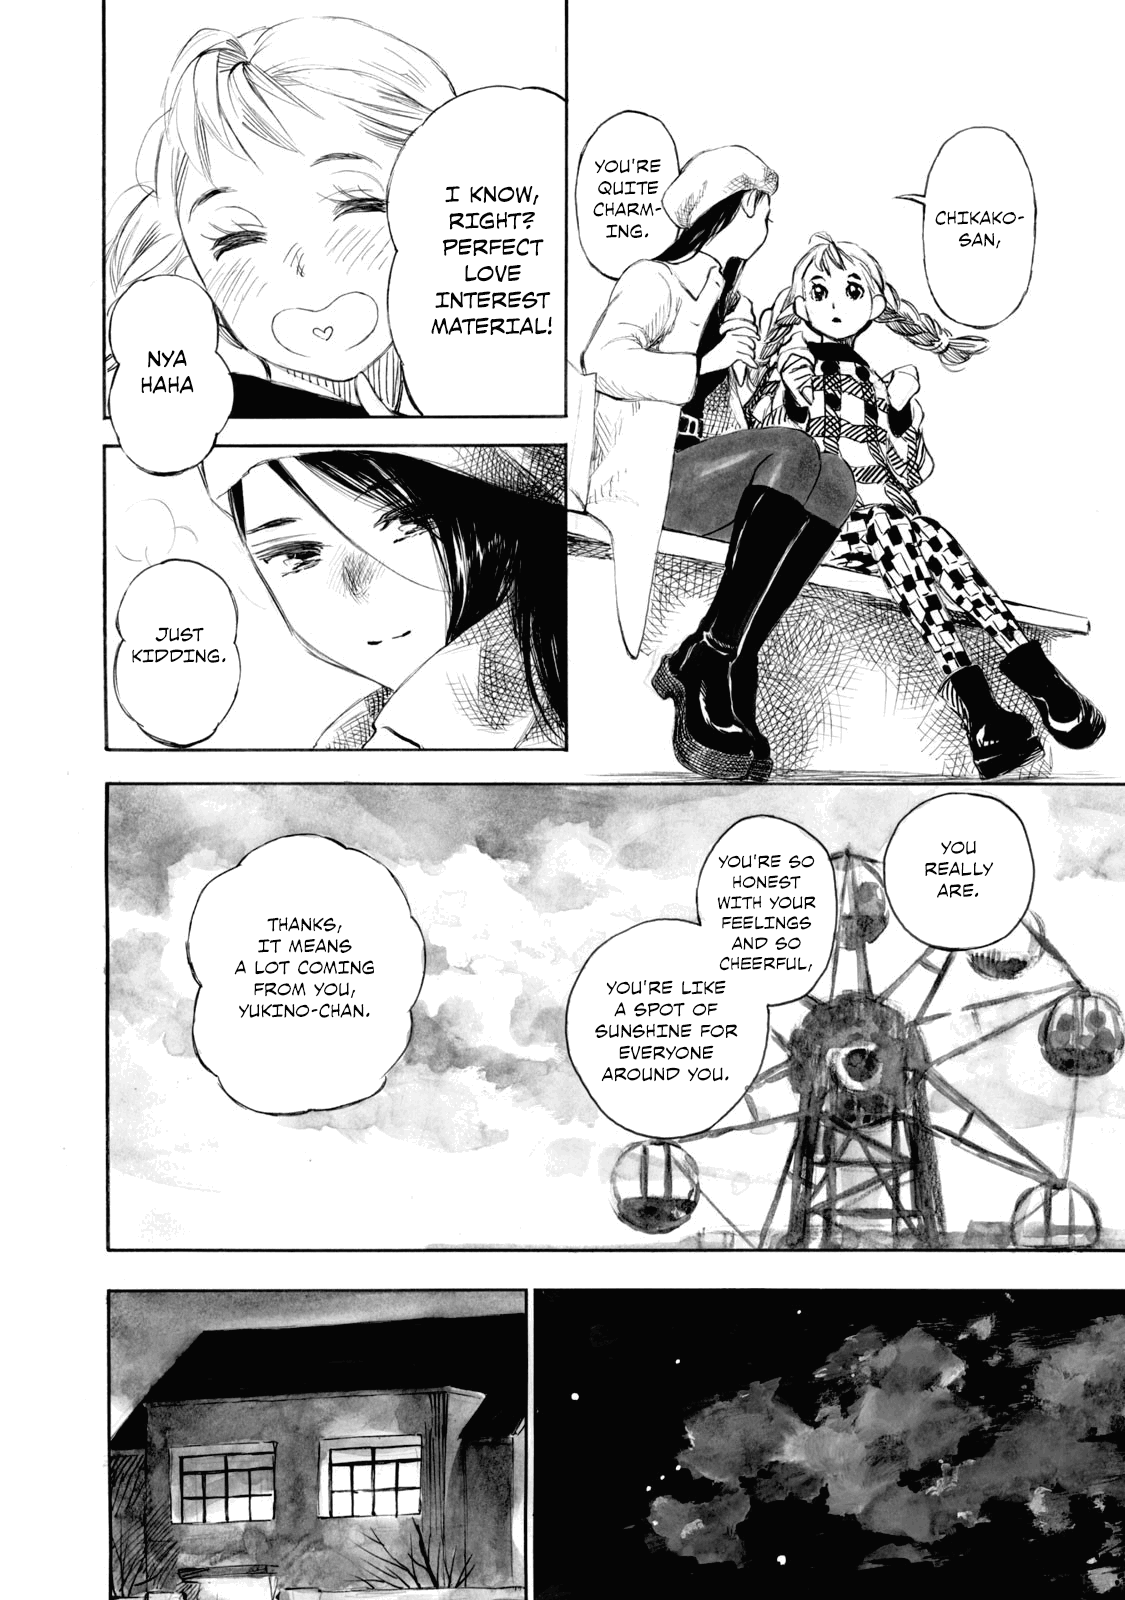 CHIKAKO-
SAN,
YOU'RE
QUITE
CHARM-
ING.
I KNOW,
RIGHT?
PERFECT
LOVE
INTEREST
MATERIAL!
NYA
HAHA
JUST
KIDDING.
YOU
REALLY
ARE.
YOU'RE SO
HONEST
WITH YOUR
FEELINGS
AND SO
CHEERFUL,
YOU'RE LIKE
A SPOT OF
SUNSHINE FOR
EVERYONE
AROUND YOU.
THANKS,
IT MEANS
A LOT COMING
FROM YOU,
YUKINO-CHAN.